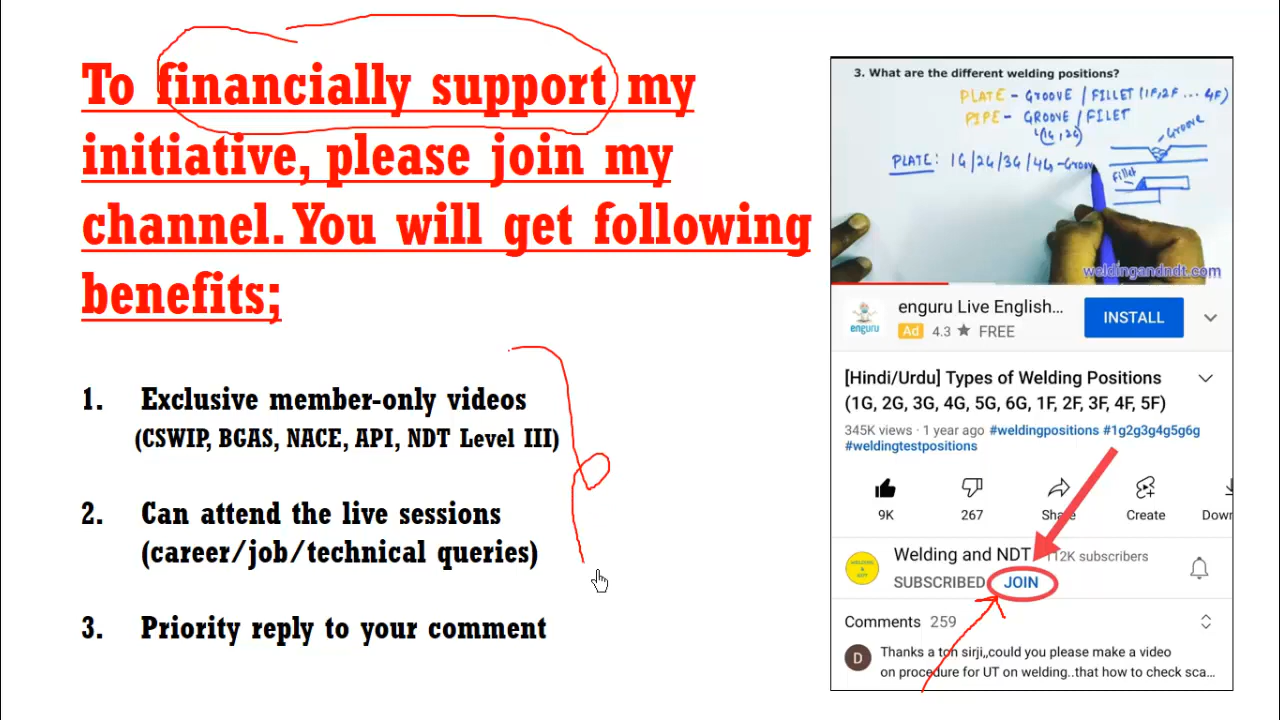 To financially support my
initiative, please join my
channel. You will get following
benefits;
1. Exclusive member-only videos
(CSWIP, BGAS, NACE, API, NDT Level III)
2. Can attend the live sessions
(career/job/technical queries)
3. Priority reply to your comment
3. What are the different welding positions?
PLATE - GROOVE / FILLET (1F, 2F ... 4F)
PIPE - GROOVE / FILLET
(1G, 2G)
Groove
PLATE: 1G/2G/3G/4G - Groov
Fillet
weldingandndt.com
enguru Live English...
enguru
Ad 4.3 ★ FREE
INSTALL
[Hindi/Urdu] Types of Welding Positions
(1G, 2G, 3G, 4G, 5G, 6G, 1F, 2F, 3F, 4F, 5F)
345K views · 1 year ago #weldingpositions #1g2g3g4g5g6g
#weldingtestpositions
9K 267 Share Create Down
Welding and NDT 112K subscribers
SUBSCRIBED JOIN
Comments 259
D
Thanks a ton sirji,,could you please make a video
on procedure for UT on welding..that how to check sca...